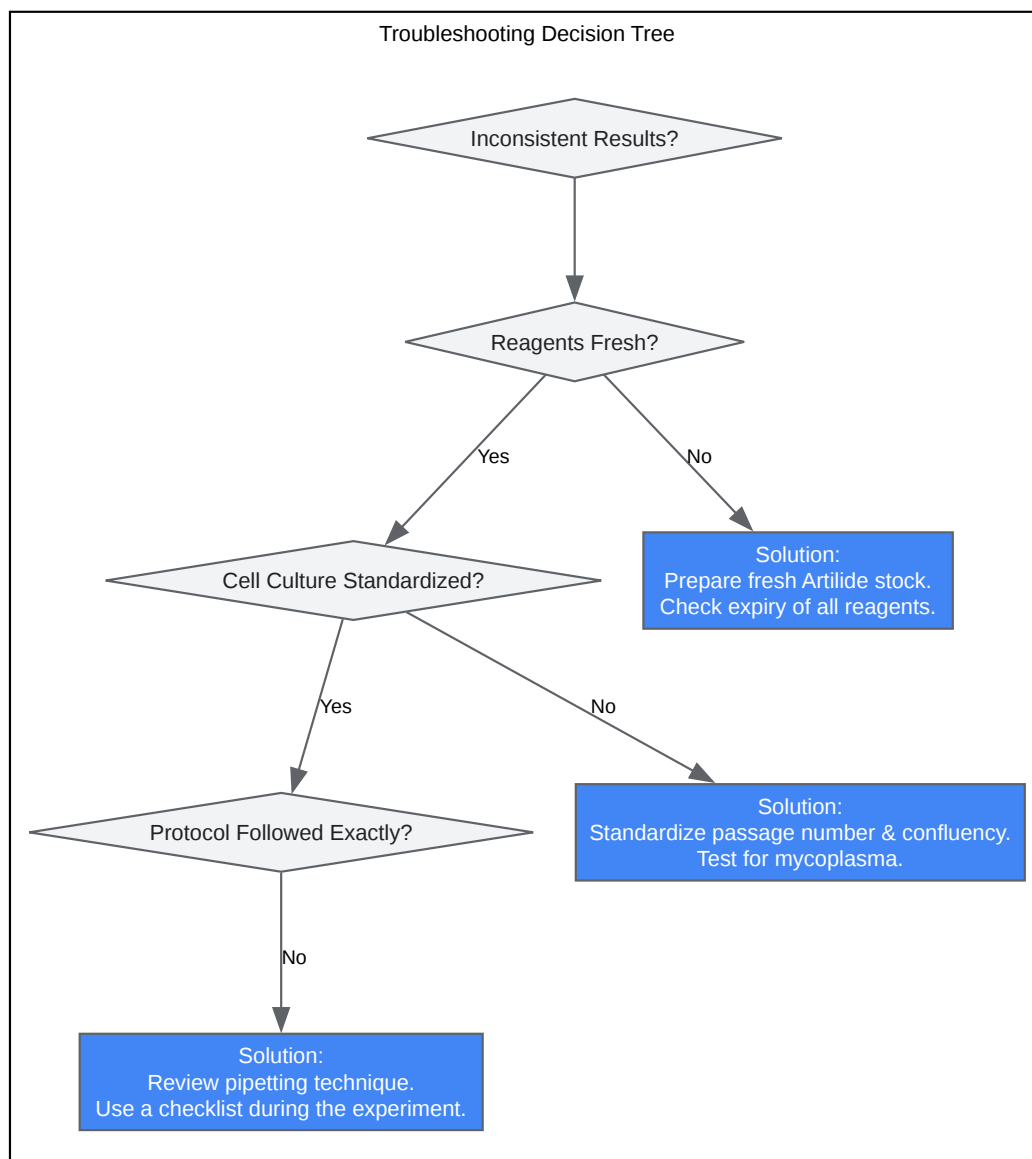 Troubleshooting Decision Tree
Inconsistent Results?
Reagents Fresh?
Yes
No
Cell Culture Standardized?
Solution:
Prepare fresh Artilide stock.
Check expiry of all reagents.
Yes
No
Protocol Followed Exactly?
Solution:
Standardize passage number & confluency.
Test for mycoplasma.
No
Solution:
Review pipetting technique.
Use a checklist during the experiment.